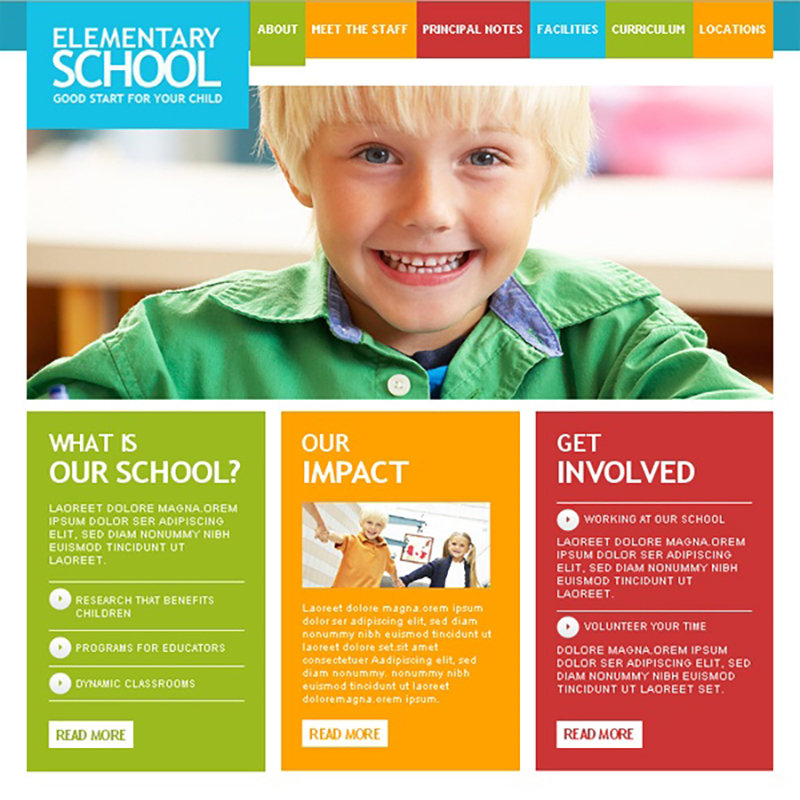 ELEMENTARY
SCHOOL
GOOD START FOR YOUR CHILD
ABOUT
MEET THE STAFF
PRINCIPAL NOTES
FACILITIES
CURRICULUM
LOCATIONS
WHAT IS
OUR SCHOOL?
LAOREET DOLORE MAGNA.OREM
IPSUM DOLOR SER ADIPISCING
ELIT, SED DIAM NONUMMY NIBH
EUISMOD TINCIDUNT UT
LAOREET.
RESEARCH THAT BENEFITS
CHILDREN
PROGRAMS FOR EDUCATORS
DYNAMIC CLASSROOMS
READ MORE
OUR
IMPACT
Laoreet dolore magna.orem ipsum
dolor ser adipiscing elit, sed diam
nonummy nibh euismod tincidunt ut
laoreet dolore set.sit amet
consectetuer Aadipiscing elit, sed
diam nonummy. nonummy nibh
euismod tincidunt ut laoreet
doloremagna.orem ipsum.
READ MORE
GET
INVOLVED
WORKING AT OUR SCHOOL
LAOREET DOLORE MAGNA.OREM
IPSUM DOLOR SER ADIPISCING
ELIT, SED DIAM NONUMMY NIBH
EUISMOD TINCIDUNT UT
LAOREET.
VOLUNTEER YOUR TIME
DOLORE MAGNA.OREM IPSUM
DOLOR SER ADIPISCING ELIT, SED
DIAM NONUMMY NIBH EUISMOD
TINCIDUNT UT LAOREET SET.
READ MORE